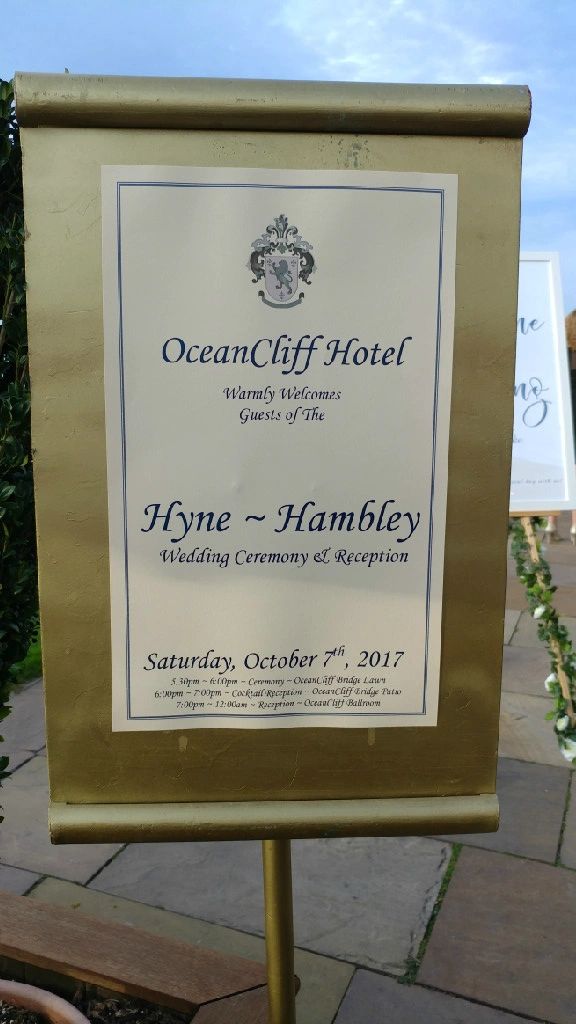 OceanCliff Hotel
Warmly Welcomes
Guests of The
Hyne ~ Hambley
Wedding Ceremony & Reception
Saturday, October 7th, 2017
5:30pm ~ 6:00pm ~ Ceremony ~ OceanCliff Bridge Lawn
6:00pm ~ 7:00pm ~ Cocktail Reception ~ OceanCliff Bridge Patio
7:00pm ~ 12:00am ~ Reception ~ OceanCliff Ballroom